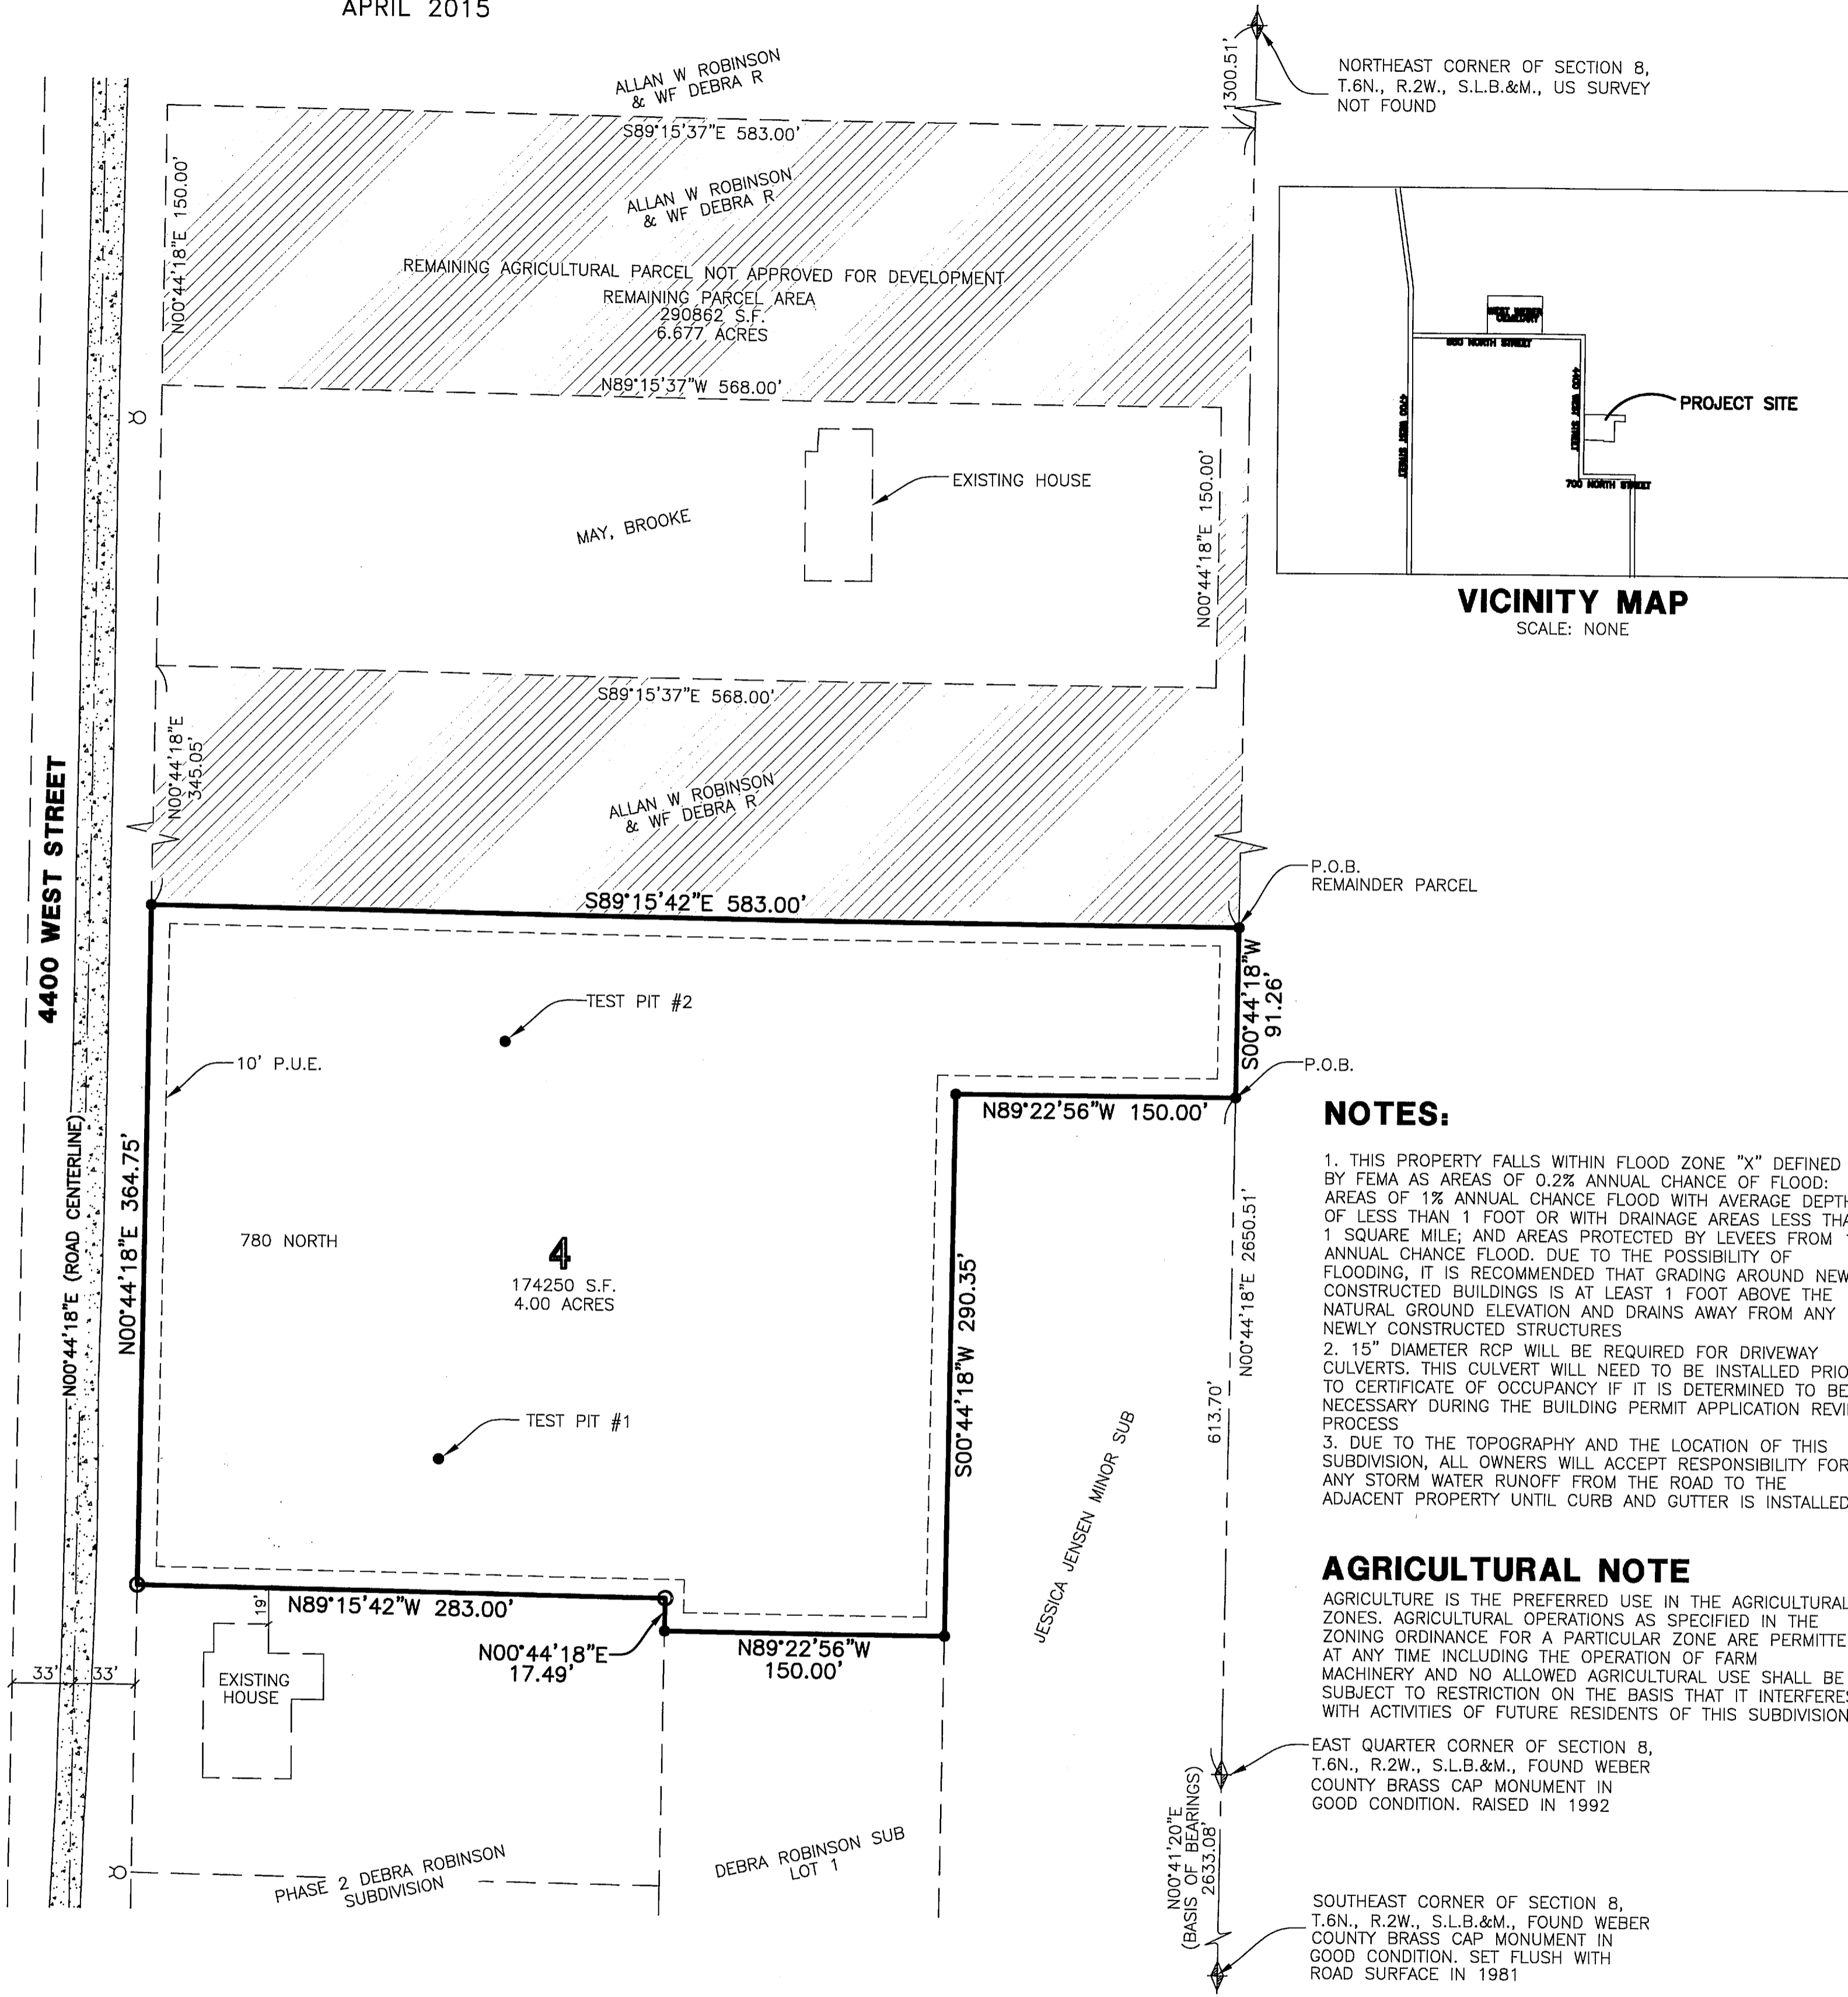 APRIL 2015
ALLAN W ROBINSON
& WF DEBRA R
1300.51'
NORTHEAST CORNER OF SECTION 8,
T.6N., R.2W., S.L.B.&M., US SURVEY
NOT FOUND
S89°15'37"E 583.00'
N00°44'18"E 150.00'
ALLAN W ROBINSON
& WF DEBRA R
REMAINING AGRICULTURAL PARCEL NOT APPROVED FOR DEVELOPMENT
REMAINING PARCEL AREA
290862 S.F.
6.677 ACRES
N89°15'37"W 568.00'
EXISTING HOUSE
MAY, BROOKE
N00°44'18"E 150.00'
WEST WEBER
CEMETARY
4700 WEST STREET
4400 WEST STREET
PROJECT SITE
700 NORTH STREET
VICINITY MAP
SCALE: NONE
S89°15'37"E 568.00'
N00°44'18"E
345.05'
ALLAN W ROBINSON
& WF DEBRA R
4400 WEST STREET
N00°44'18"E (ROAD CENTERLINE)
P.O.B.
REMAINDER PARCEL
S89°15'42"E 583.00'
S00°44'18"W
91.26'
TEST PIT #2
10' P.U.E.
P.O.B.
N89°22'56"W 150.00'
N00°44'18"E 364.75'
780 NORTH
4
174250 S.F.
4.00 ACRES
S00°44'18"W 290.35'
N00°44'18"E 2650.51'
613.70'
TEST PIT #1
JESSICA JENSEN MINOR SUB
N89°15'42"W 283.00'
19'
N00°44'18"E
17.49'
N89°22'56"W
150.00'
33'
33'
EXISTING
HOUSE
PHASE 2 DEBRA ROBINSON
SUBDIVISION
DEBRA ROBINSON SUB
LOT 1
NOTES:
1. THIS PROPERTY FALLS WITHIN FLOOD ZONE "X" DEFINED
BY FEMA AS AREAS OF 0.2% ANNUAL CHANCE OF FLOOD:
AREAS OF 1% ANNUAL CHANCE FLOOD WITH AVERAGE DEPTH
OF LESS THAN 1 FOOT OR WITH DRAINAGE AREAS LESS THA
1 SQUARE MILE; AND AREAS PROTECTED BY LEVEES FROM
ANNUAL CHANCE FLOOD. DUE TO THE POSSIBILITY OF
FLOODING, IT IS RECOMMENDED THAT GRADING AROUND NEW
CONSTRUCTED BUILDINGS IS AT LEAST 1 FOOT ABOVE THE
NATURAL GROUND ELEVATION AND DRAINS AWAY FROM ANY
NEWLY CONSTRUCTED STRUCTURES
2. 15" DIAMETER RCP WILL BE REQUIRED FOR DRIVEWAY
CULVERTS. THIS CULVERT WILL NEED TO BE INSTALLED PRIO
TO CERTIFICATE OF OCCUPANCY IF IT IS DETERMINED TO BE
NECESSARY DURING THE BUILDING PERMIT APPLICATION REVI
PROCESS
3. DUE TO THE TOPOGRAPHY AND THE LOCATION OF THIS
SUBDIVISION, ALL OWNERS WILL ACCEPT RESPONSIBILITY FOR
ANY STORM WATER RUNOFF FROM THE ROAD TO THE
ADJACENT PROPERTY UNTIL CURB AND GUTTER IS INSTALLED
AGRICULTURAL NOTE
AGRICULTURE IS THE PREFERRED USE IN THE AGRICULTURAL
ZONES. AGRICULTURAL OPERATIONS AS SPECIFIED IN THE
ZONING ORDINANCE FOR A PARTICULAR ZONE ARE PERMITTE
AT ANY TIME INCLUDING THE OPERATION OF FARM
MACHINERY AND NO ALLOWED AGRICULTURAL USE SHALL BE
SUBJECT TO RESTRICTION ON THE BASIS THAT IT INTERFERES
WITH ACTIVITIES OF FUTURE RESIDENTS OF THIS SUBDIVISION
EAST QUARTER CORNER OF SECTION 8,
T.6N., R.2W., S.L.B.&M., FOUND WEBER
COUNTY BRASS CAP MONUMENT IN
GOOD CONDITION. RAISED IN 1992
N00°41'20"E
(BASIS OF BEARINGS)
2633.08'
SOUTHEAST CORNER OF SECTION 8,
T.6N., R.2W., S.L.B.&M., FOUND WEBER
COUNTY BRASS CAP MONUMENT IN
GOOD CONDITION. SET FLUSH WITH
ROAD SURFACE IN 1981